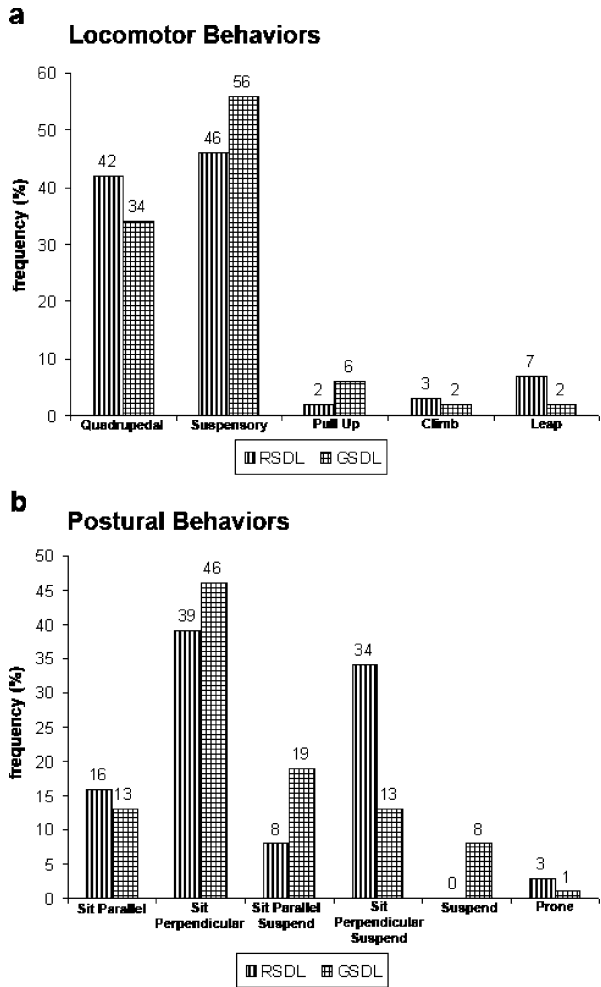 a
Locomotor Behaviors
frequency (%)
60
50
40
30
20
10
0
42
34
46
56
2
6
3
2
7
2
Quadrupedal Suspensory Pull Up Climb Leap
RSDL GSDL
b
Postural Behaviors
frequency (%)
50
45
40
35
30
25
20
15
10
5
0
16
13
39
46
8
19
34
13
0
8
3
1
Sit Parallel
Sit
Perpendicular
Sit Parallel
Suspend
Sit
Perpendicular
Suspend
Suspend
Prone
RSDL GSDL